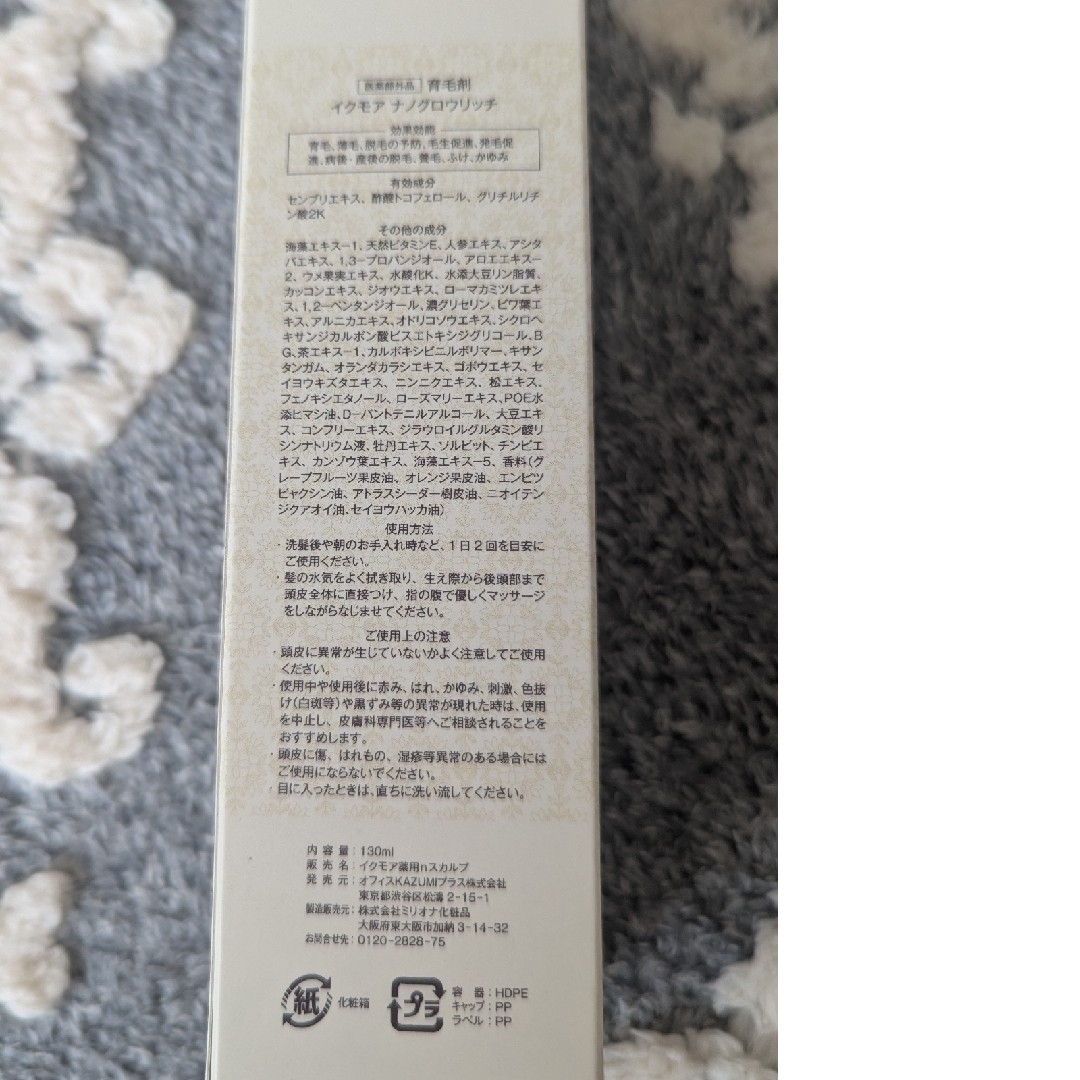 医薬部外品 育毛剤
イクモア ナノグロウリッチ
効果効能
育毛、薄毛、脱毛の予防、毛生促進、発毛促
進、病後・産後の脱毛、養毛、ふけ、かゆみ
有効成分
センブリエキス、酢酸トコフェロール、グリチルリチ
ン酸2K
その他の成分
海藻エキス-1、天然ビタミンE、人参エキス、アシタ
バエキス、1,3-プロパンジオール、アロエエキス-
2、ウメ果実エキス、水酸化K、水添大豆リン脂質、
カッコンエキス、ジオウエキス、ローマカミツレエキ
ス、1,2-ペンタンジオール、濃グリセリン、ビワ葉エ
キス、アルニカエキス、オドリコソウエキス、シクロヘ
キサンジカルボン酸ビスエトキシジグリコール、B
G、茶エキス-1、カルボキシビニルポリマー、キサン
タンガム、オランダカラシエキス、ゴボウエキス、セ
イヨウキズタエキス、ニンニクエキス、松エキス、
フェノキシエタノール、ローズマリーエキス、POE水
添ヒマシ油、D-パントテニルアルコール、大豆エキ
ス、コンフリーエキス、ジラウロイルグルタミン酸リ
シンナトリウム液、牡丹エキス、ソルビット、チンピエ
キス、カンゾウ葉エキス、海藻エキス-5、香料(グ
レープフルーツ果皮油、オレンジ果皮油、エンピツ
ビャクシン油、アトラスシーダー樹皮油、ニオイテン
ジクアオイ油、セイヨウハッカ油)
使用方法
・洗髪後や朝のお手入れ時など、1日2回を目安に
ご使用ください。
・髪の水気をよく拭き取り、生え際から後頭部まで
頭皮全体に直接つけ、指の腹で優しくマッサージ
をしながらなじませてください。
ご使用上の注意
・頭皮に異常が生じていないかよく注意してご使用
ください。
・使用中や使用後に赤み、はれ、かゆみ、刺激、色抜
け(白斑等)や黒ずみ等の異常が現れた時は、使用
を中止し、皮膚科専門医等へご相談されることを
おすすめします。
・頭皮に傷、はれもの、湿疹等異常のある場合には
ご使用にならないでください。
・目に入ったときは、直ちに洗い流してください。
内容量：130ml
販売名：イクモア薬用nスカルプ
発売元：オフィスKAZUMIプラス株式会社
東京都渋谷区松濤 2-15-1
製造販売元：株式会社ミリオナ化粧品
大阪府東大阪市加納 3-14-32
お問合せ先：0120-2828-75
紙 化粧箱 プラ 容器：HDPE
キャップ：PP
ラベル：PP